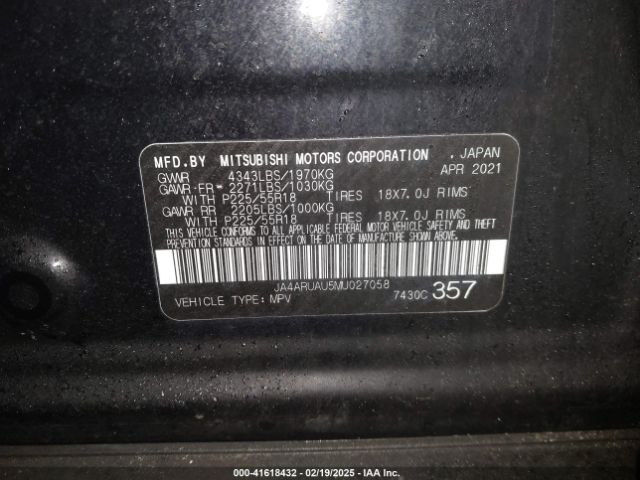 MFD.BY MITSUBISHI MOTORS CORPORATION , JAPAN
GVWR 4343LBS/1970KG APR 2021
GAWR-FR- 2271LBS/1030KG
WITH P225/55R18 TIRES 18X7.0J RIMS
GAWR RR 2205LBS/1000KG
WITH P225/55R18 TIRES 18X7.0J RIMS
THIS VEHICLE CONFORMS TO ALL APPLICABLE FEDERAL MOTOR VEHICLE SAFETY AND THEFT
PREVENTION STANDARDS IN EFFECT ON THE DATE OF MANUFACTURE SHOWN ABOVE.
JA4ARUAU5MU027058
VEHICLE TYPE: MPV 7430C 357
000-41618432 - 02/19/2025 - IAA Inc.